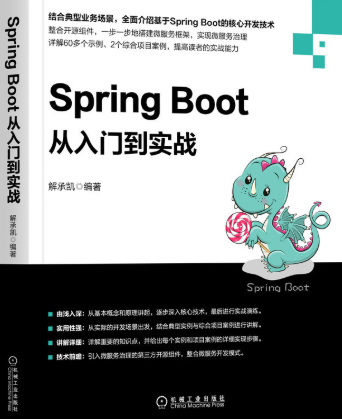 结合典型业务场景，全面介绍基于Spring Boot的核心开发技术
整合开源组件，一步一步地搭建微服务框架，实现微服务治理
详解60多个示例、2个综合项目案例，提高读者的实战能力
Spring Boot
从入门到实战
解承凯◎编著
Spring Boot
由浅入深：从基本概念和原理讲起，逐步深入核心技术，最后进行实战演练。
实用性强：从实际的开发场景出发，结合典型实例与综合项目案例进行讲解。
讲解详细：详解重要的知识点，并给出每个实例和项目案例的详细实现步骤。
技术前瞻：引入微服务治理的第三方开源组件，整合微服务开发模式。
机械工业出版社
China Machine Press
Spring Boot 从入门到实战
解承凯◎编著
机械工业出版社
China Machine Press